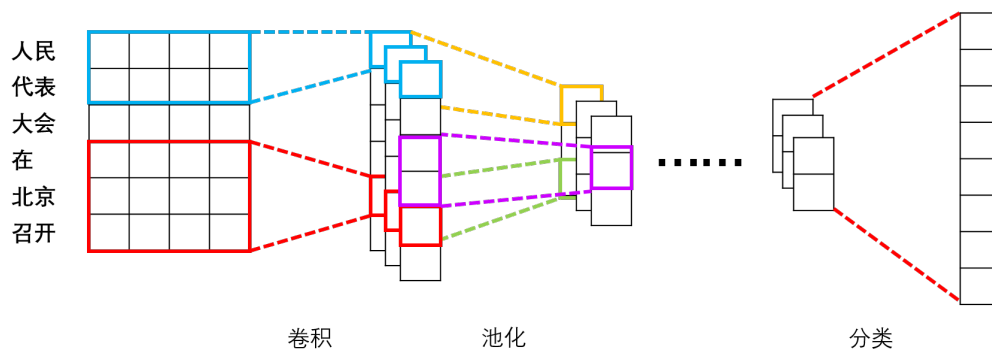 人民
代表
大会
在
北京
召开
卷积
池化
分类